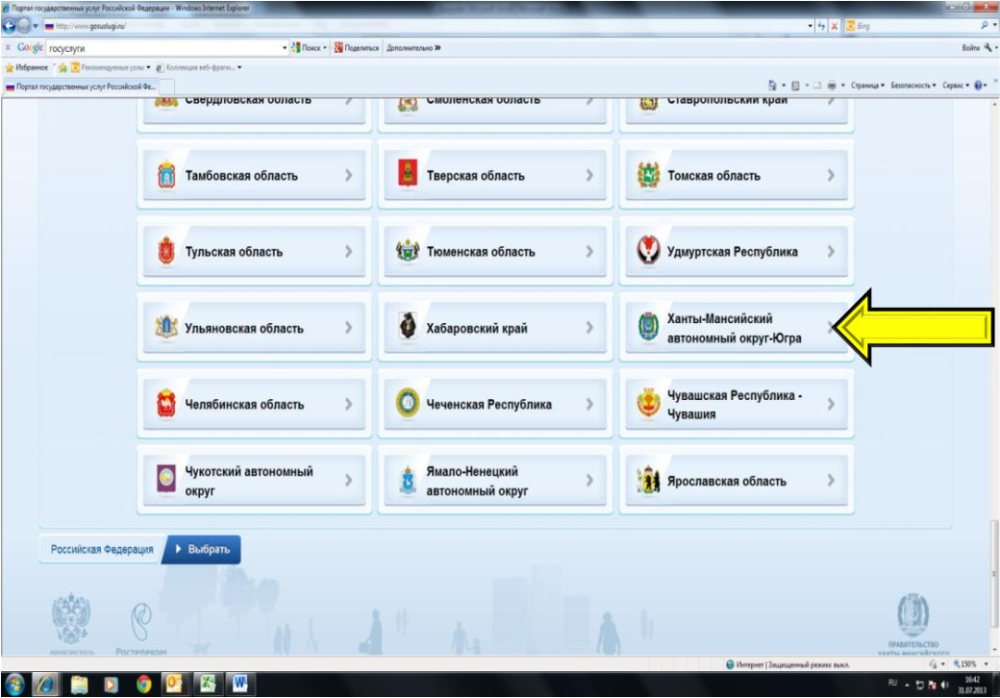 Портал государственных услуг Российской Федерации - Windows Internet Explorer
http://www.gosuslugi.ru/
Bing
x Google госуслуги Поиск Поделиться Дополнительно » Войти
Избранное Рекомендуемые узлы Коллекция веб-фрагм...
Портал государственных услуг Российской Фе... Страница Безопасность Сервис
Свердловская область
Смоленская область
Ставропольский край
Тамбовская область
Тверская область
Томская область
Тульская область
Тюменская область
Удмуртская Республика
Ульяновская область
Хабаровский край
Ханты-Мансийский
автономный округ-Югра
Челябинская область
Чеченская Республика
Чувашская Республика -
Чувашия
Чукотский автономный
округ
Ямало-Ненецкий
автономный округ
Ярославская область
Российская Федерация Выбрать
Ростелеком
ПРАВИТЕЛЬСТВО
ХАНТЫ-МАНСИЙСКОГО
Интернет | Защищенный режим: выкл. 150%
RU 16:42
31.07.2013